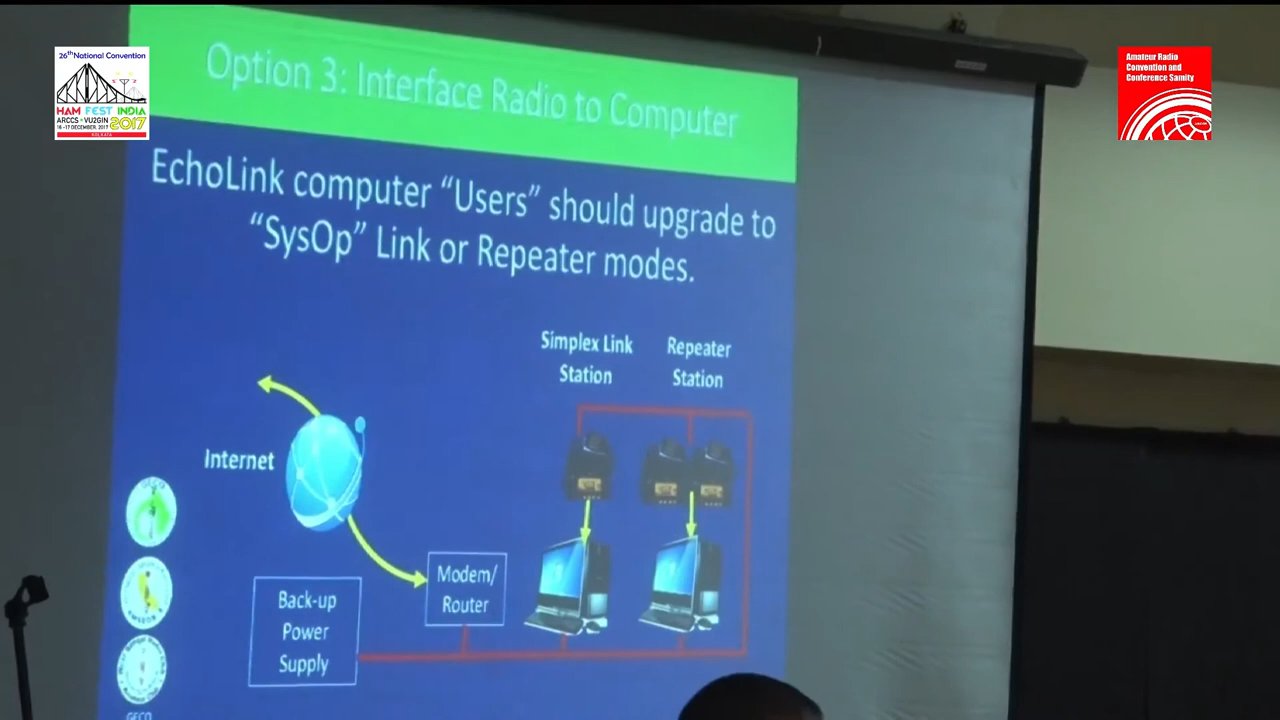 26th National Convention
HAM FEST INDIA
ARCCS • VU2GIN
16 - 17 DECEMBER, 2017
2017
KOLKATA
Amateur Radio
Convention and
Conference Samity
Option 3: Interface Radio to Computer
EchoLink computer “Users” should upgrade to
“SysOp” Link or Repeater modes.
Simplex Link
Station
Repeater
Station
Internet
Modem/
Router
Back-up
Power
Supply
GECO